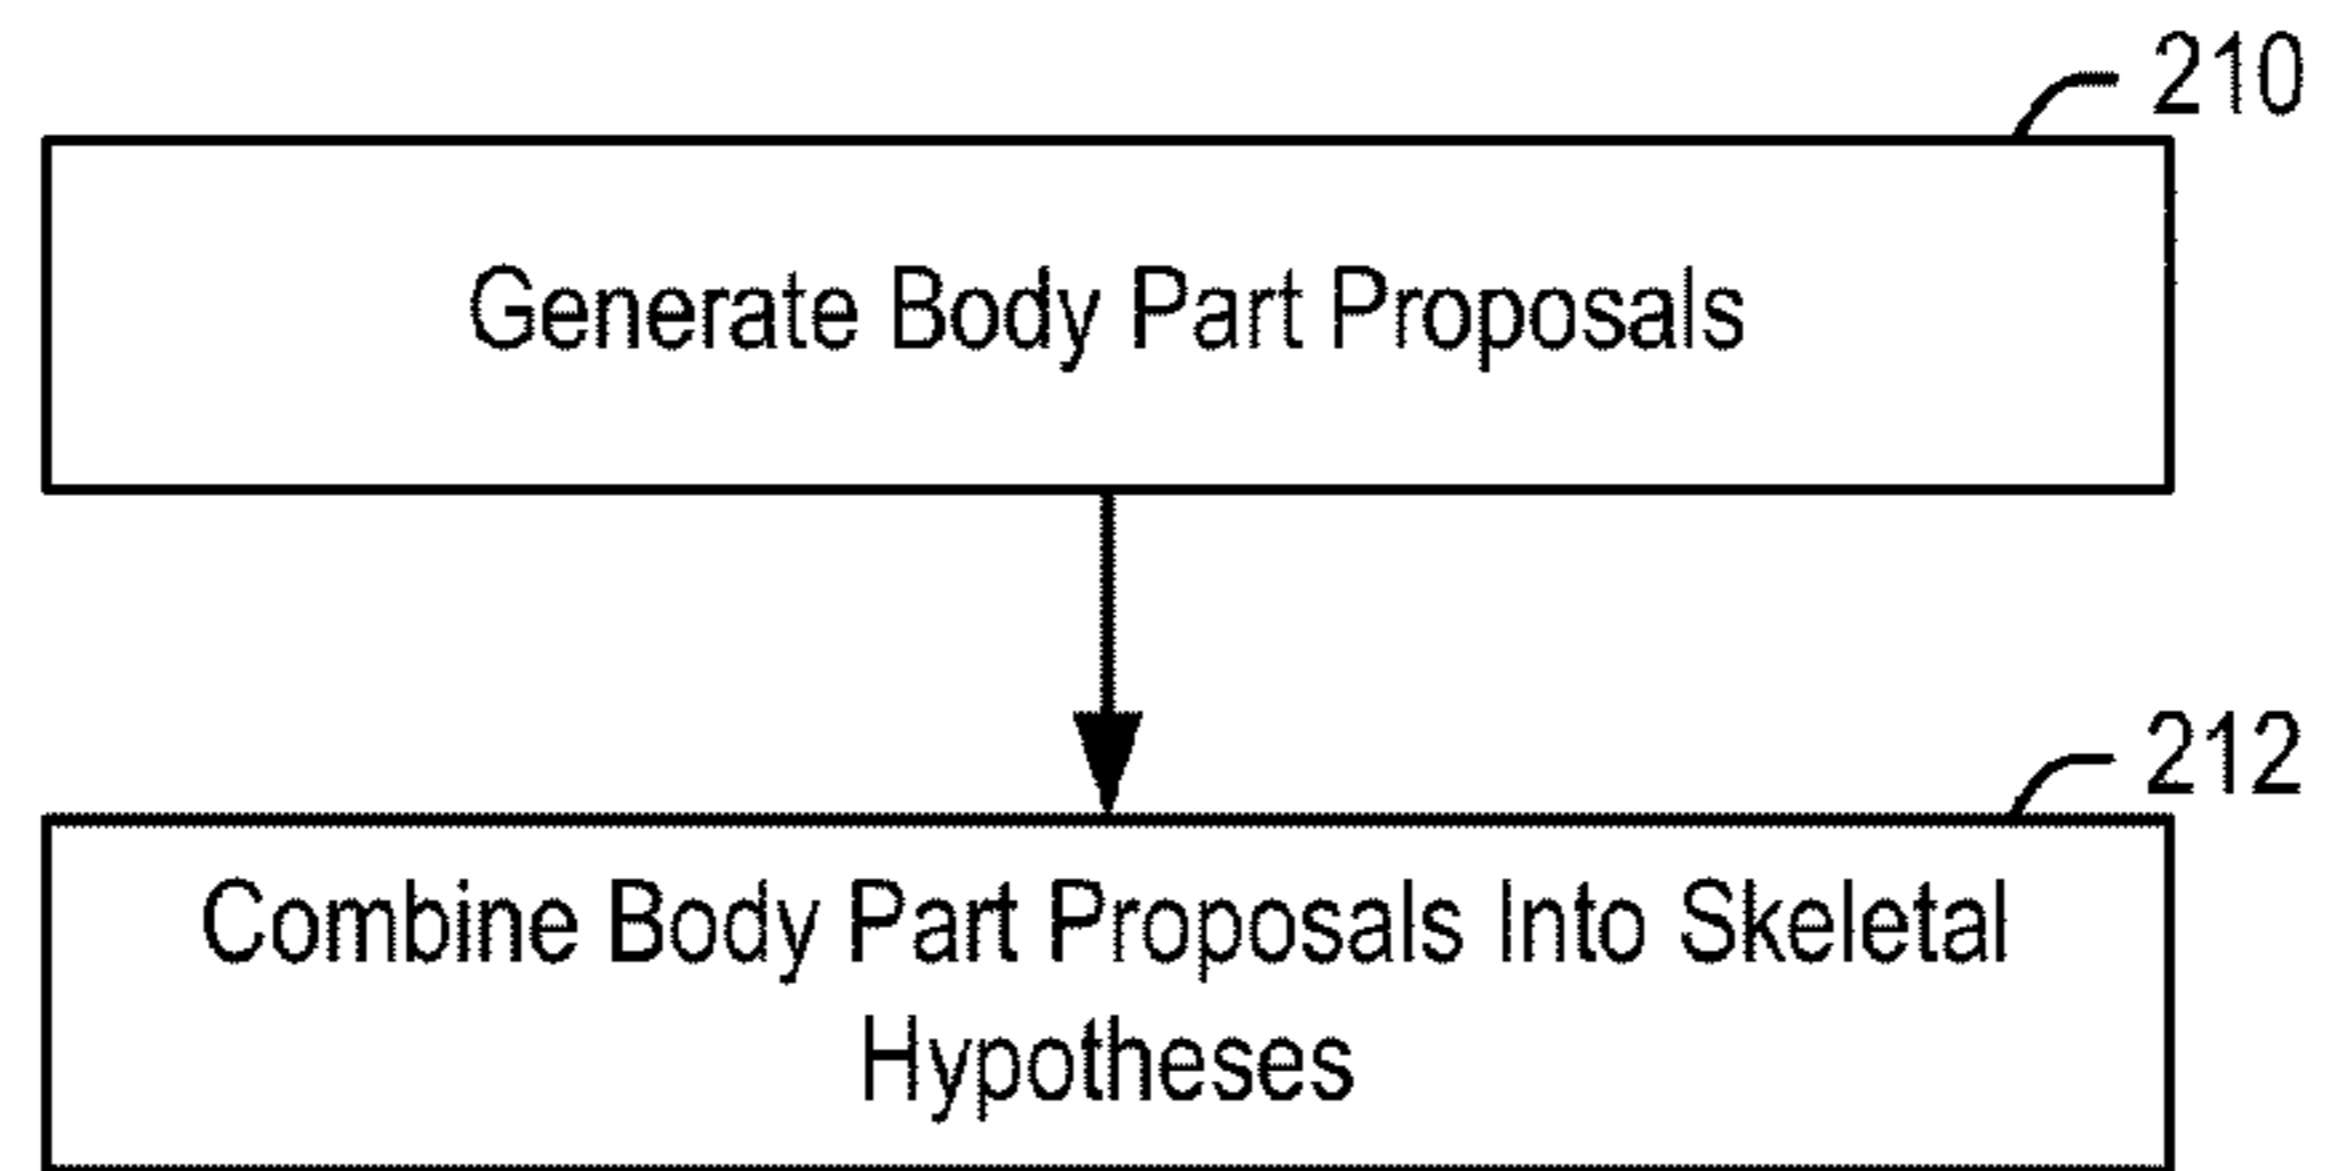 210
Generate Body Part Proposals
212
Combine Body Part Proposals Into Skeletal
Hypotheses